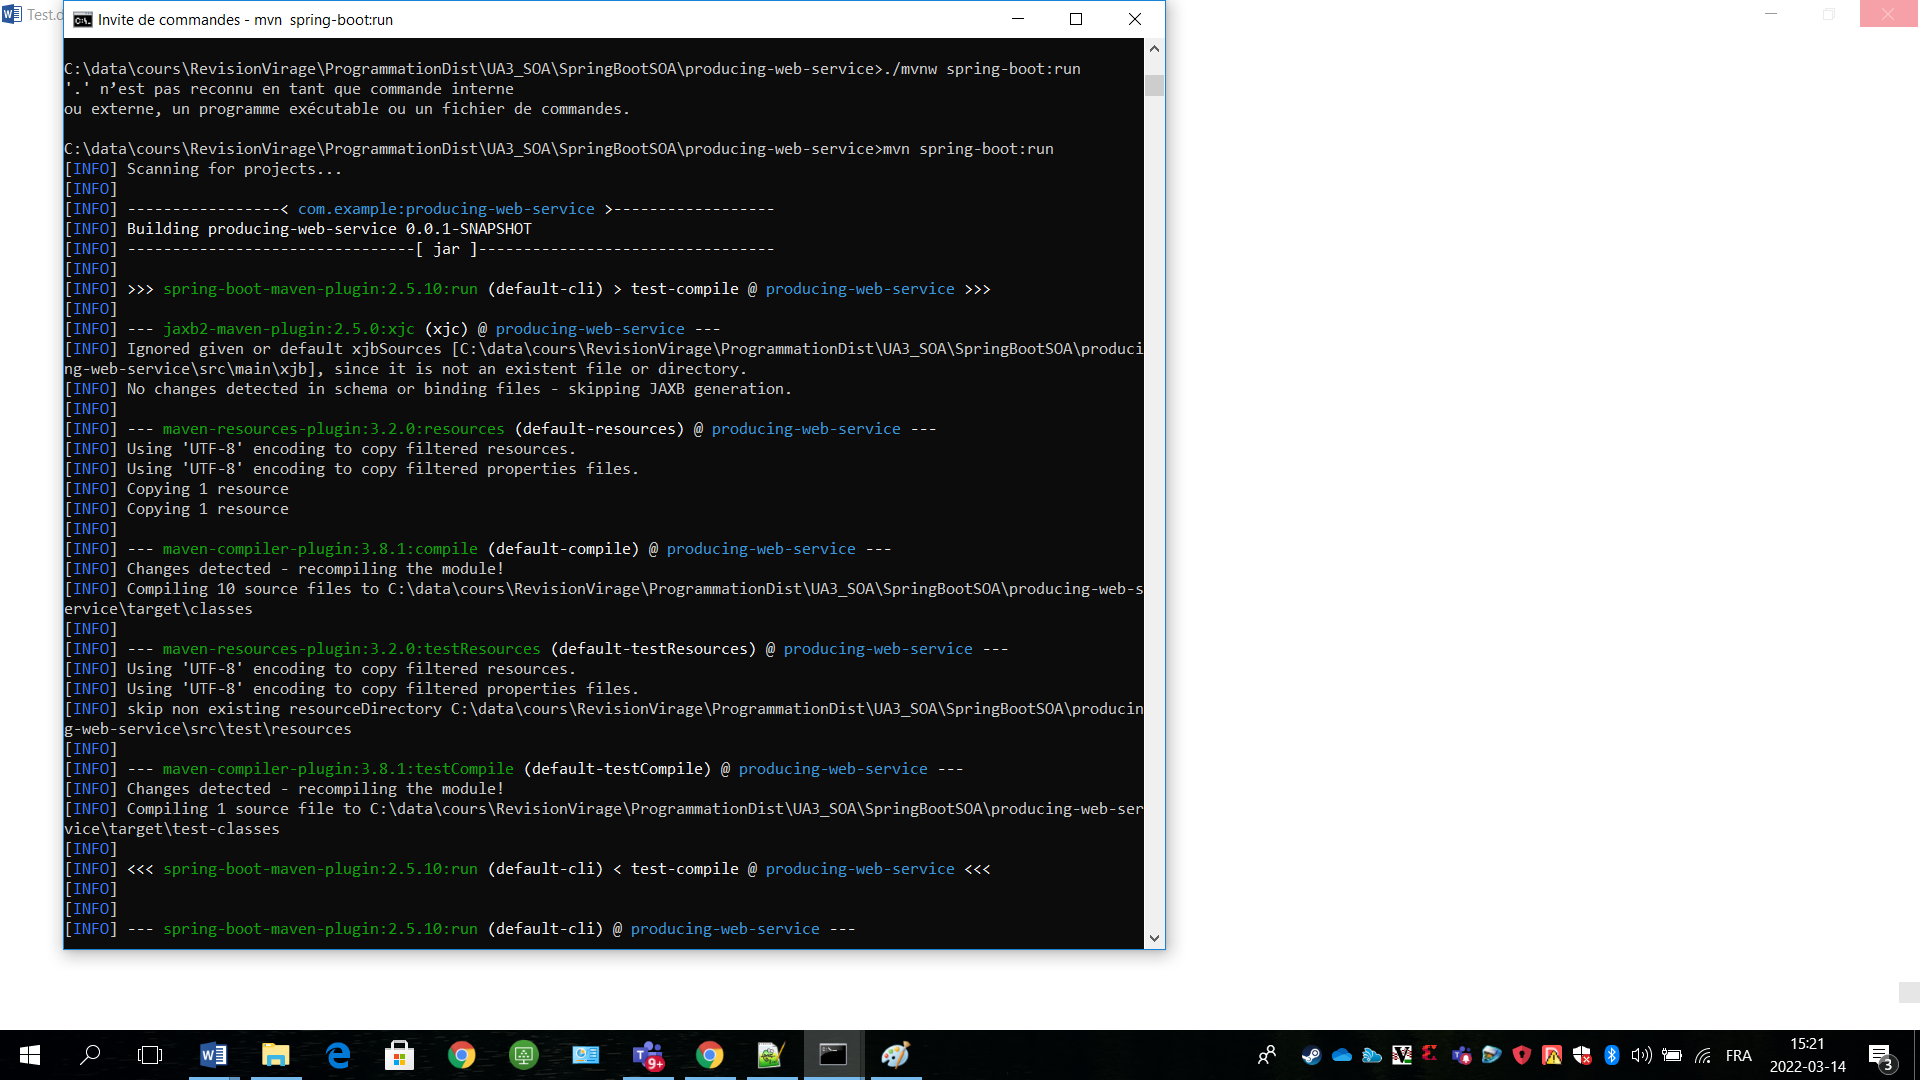 Test.d
Invite de commandes - mvn  spring-boot:run
C:\data\cours\RevisionVirage\ProgrammationDist\UA3_SOA\SpringBootSOA\producing-web-service>./mvnw spring-boot:run
'.' n’est pas reconnu en tant que commande interne
ou externe, un programme exécutable ou un fichier de commandes.
C:\data\cours\RevisionVirage\ProgrammationDist\UA3_SOA\SpringBootSOA\producing-web-service>mvn spring-boot:run
[INFO] Scanning for projects...
[INFO]
[INFO] -----------------< com.example:producing-web-service >------------------
[INFO] Building producing-web-service 0.0.1-SNAPSHOT
[INFO] --------------------------------[ jar ]---------------------------------
[INFO]
[INFO] >>> spring-boot-maven-plugin:2.5.10:run (default-cli) > test-compile @ producing-web-service >>>
[INFO]
[INFO] --- jaxb2-maven-plugin:2.5.0:xjc (xjc) @ producing-web-service ---
[INFO] Ignored given or default xjbSources [C:\data\cours\RevisionVirage\ProgrammationDist\UA3_SOA\SpringBootSOA\produci
ng-web-service\src\main\xjb], since it is not an existent file or directory.
[INFO] No changes detected in schema or binding files - skipping JAXB generation.
[INFO]
[INFO] --- maven-resources-plugin:3.2.0:resources (default-resources) @ producing-web-service ---
[INFO] Using 'UTF-8' encoding to copy filtered resources.
[INFO] Using 'UTF-8' encoding to copy filtered properties files.
[INFO] Copying 1 resource
[INFO] Copying 1 resource
[INFO]
[INFO] --- maven-compiler-plugin:3.8.1:compile (default-compile) @ producing-web-service ---
[INFO] Changes detected - recompiling the module!
[INFO] Compiling 10 source files to C:\data\cours\RevisionVirage\ProgrammationDist\UA3_SOA\SpringBootSOA\producing-web-s
ervice\target\classes
[INFO]
[INFO] --- maven-resources-plugin:3.2.0:testResources (default-testResources) @ producing-web-service ---
[INFO] Using 'UTF-8' encoding to copy filtered resources.
[INFO] Using 'UTF-8' encoding to copy filtered properties files.
[INFO] skip non existing resourceDirectory C:\data\cours\RevisionVirage\ProgrammationDist\UA3_SOA\SpringBootSOA\producin
g-web-service\src\test\resources
[INFO]
[INFO] --- maven-compiler-plugin:3.8.1:testCompile (default-testCompile) @ producing-web-service ---
[INFO] Changes detected - recompiling the module!
[INFO] Compiling 1 source file to C:\data\cours\RevisionVirage\ProgrammationDist\UA3_SOA\SpringBootSOA\producing-web-ser
vice\target\test-classes
[INFO]
[INFO] <<< spring-boot-maven-plugin:2.5.10:run (default-cli) < test-compile @ producing-web-service <<<
[INFO]
[INFO]
[INFO] --- spring-boot-maven-plugin:2.5.10:run (default-cli) @ producing-web-service ---
9+
FRA
15:21
2022-03-14
3